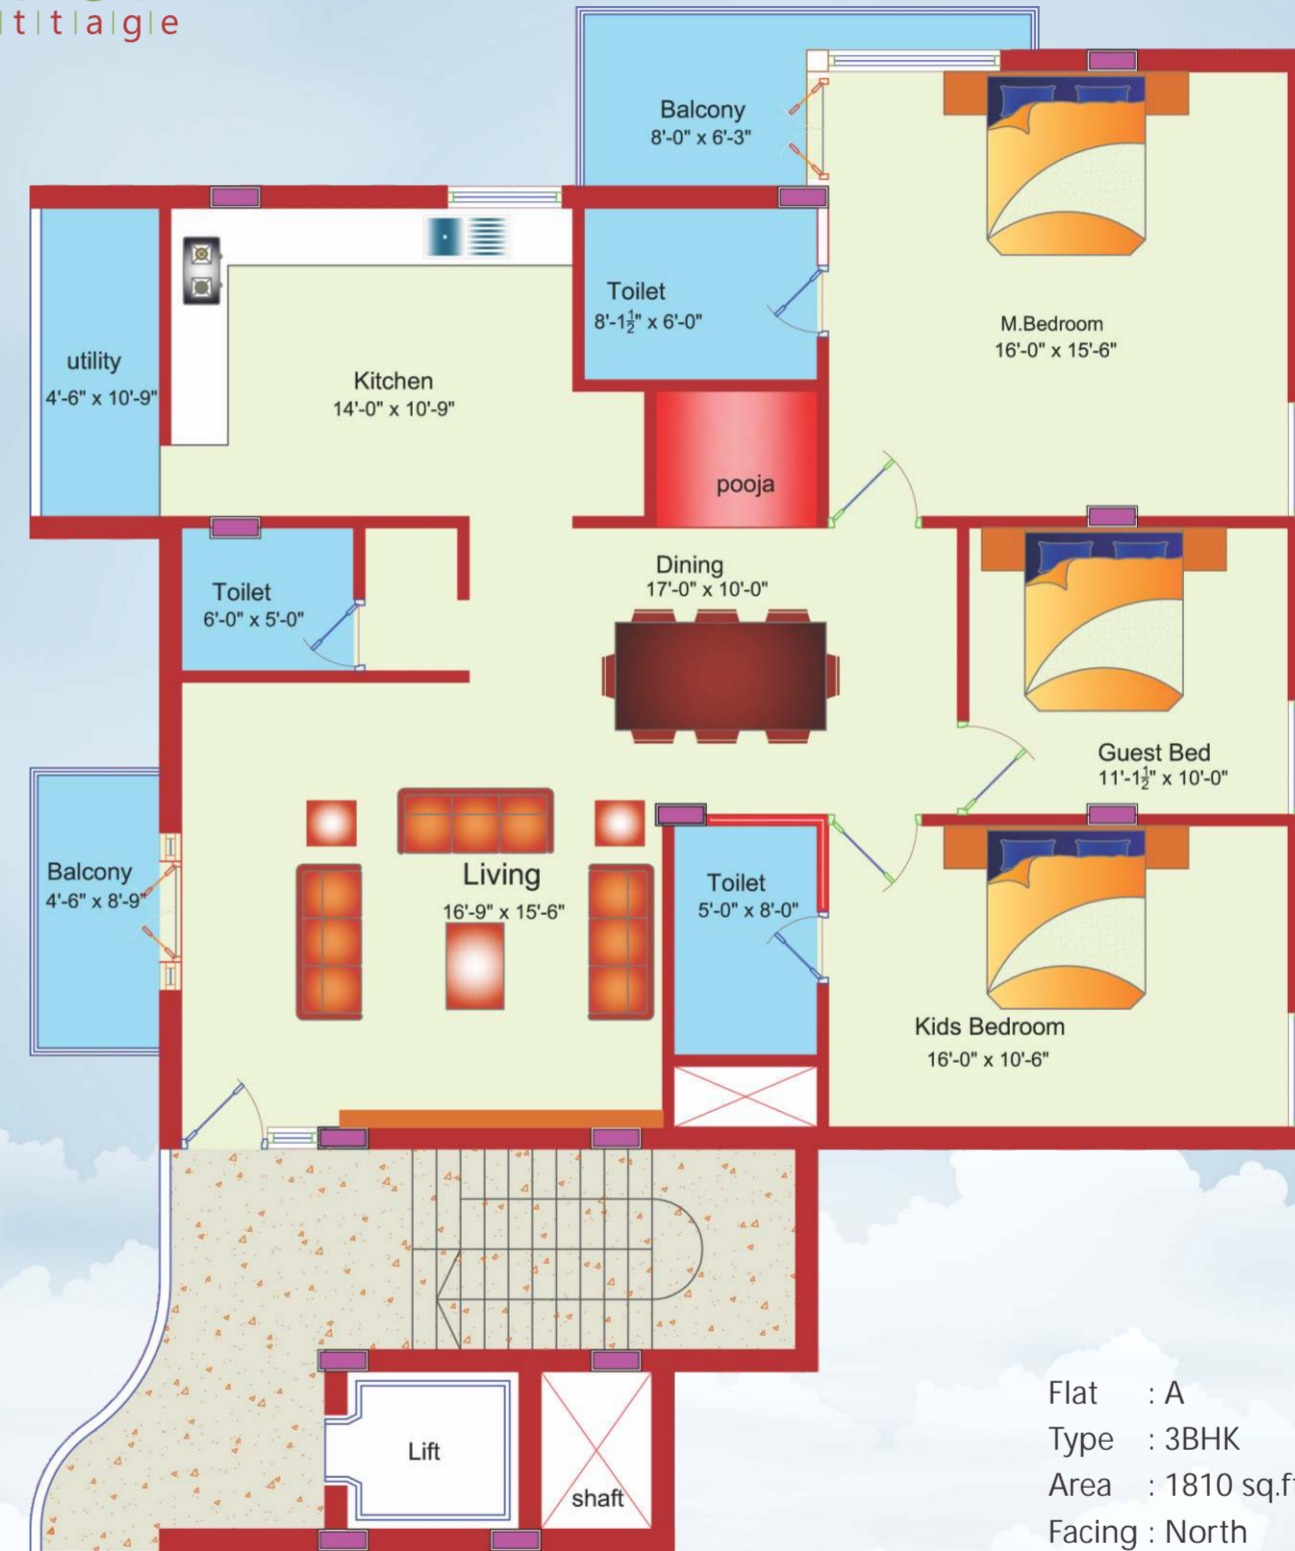 t|t|a|g|e
Balcony
8'-0" x 6'-3"
Toilet
8'-1½" x 6'-0"
M.Bedroom
16'-0" x 15'-6"
utility
4'-6" x 10'-9"
Kitchen
14'-0" x 10'-9"
pooja
Dining
17'-0" x 10'-0"
Toilet
6'-0" x 5'-0"
Guest Bed
11'-1½" x 10'-0"
Balcony
4'-6" x 8'-9"
Living
16'-9" x 15'-6"
Toilet
5'-0" x 8'-0"
Kids Bedroom
16'-0" x 10'-6"
Lift
shaft
Flat : A
Type : 3BHK
Area : 1810 sq.ft
Facing : North